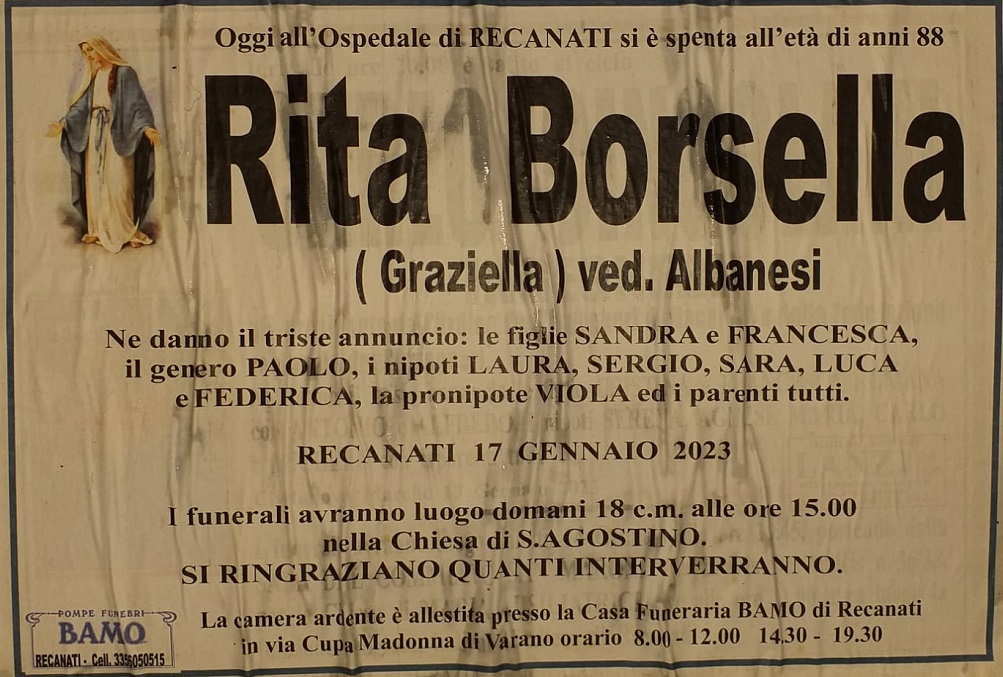 Oggi all'Ospedale di RECANATI si è spenta all'età di anni 88
Rita Borsella
( Graziella ) ved. Albanesi
Ne danno il triste annuncio: le figlie SANDRA e FRANCESCA,
il genero PAOLO, i nipoti LAURA, SERGIO, SARA, LUCA
e FEDERICA, la pronipote VIOLA ed i parenti tutti.
RECANATI 17 GENNAIO 2023
I funerali avranno luogo domani 18 c.m. alle ore 15.00
nella Chiesa di S.AGOSTINO.
SI RINGRAZIANO QUANTI INTERVERRANNO.
La camera ardente è allestita presso la Casa Funeraria BAMO di Recanati
in via Cupa Madonna di Varano orario 8.00 - 12.00 14.30 - 19.30
POMPE FUNEBRI
BAMO
RECANATI - Cell. 3356050515